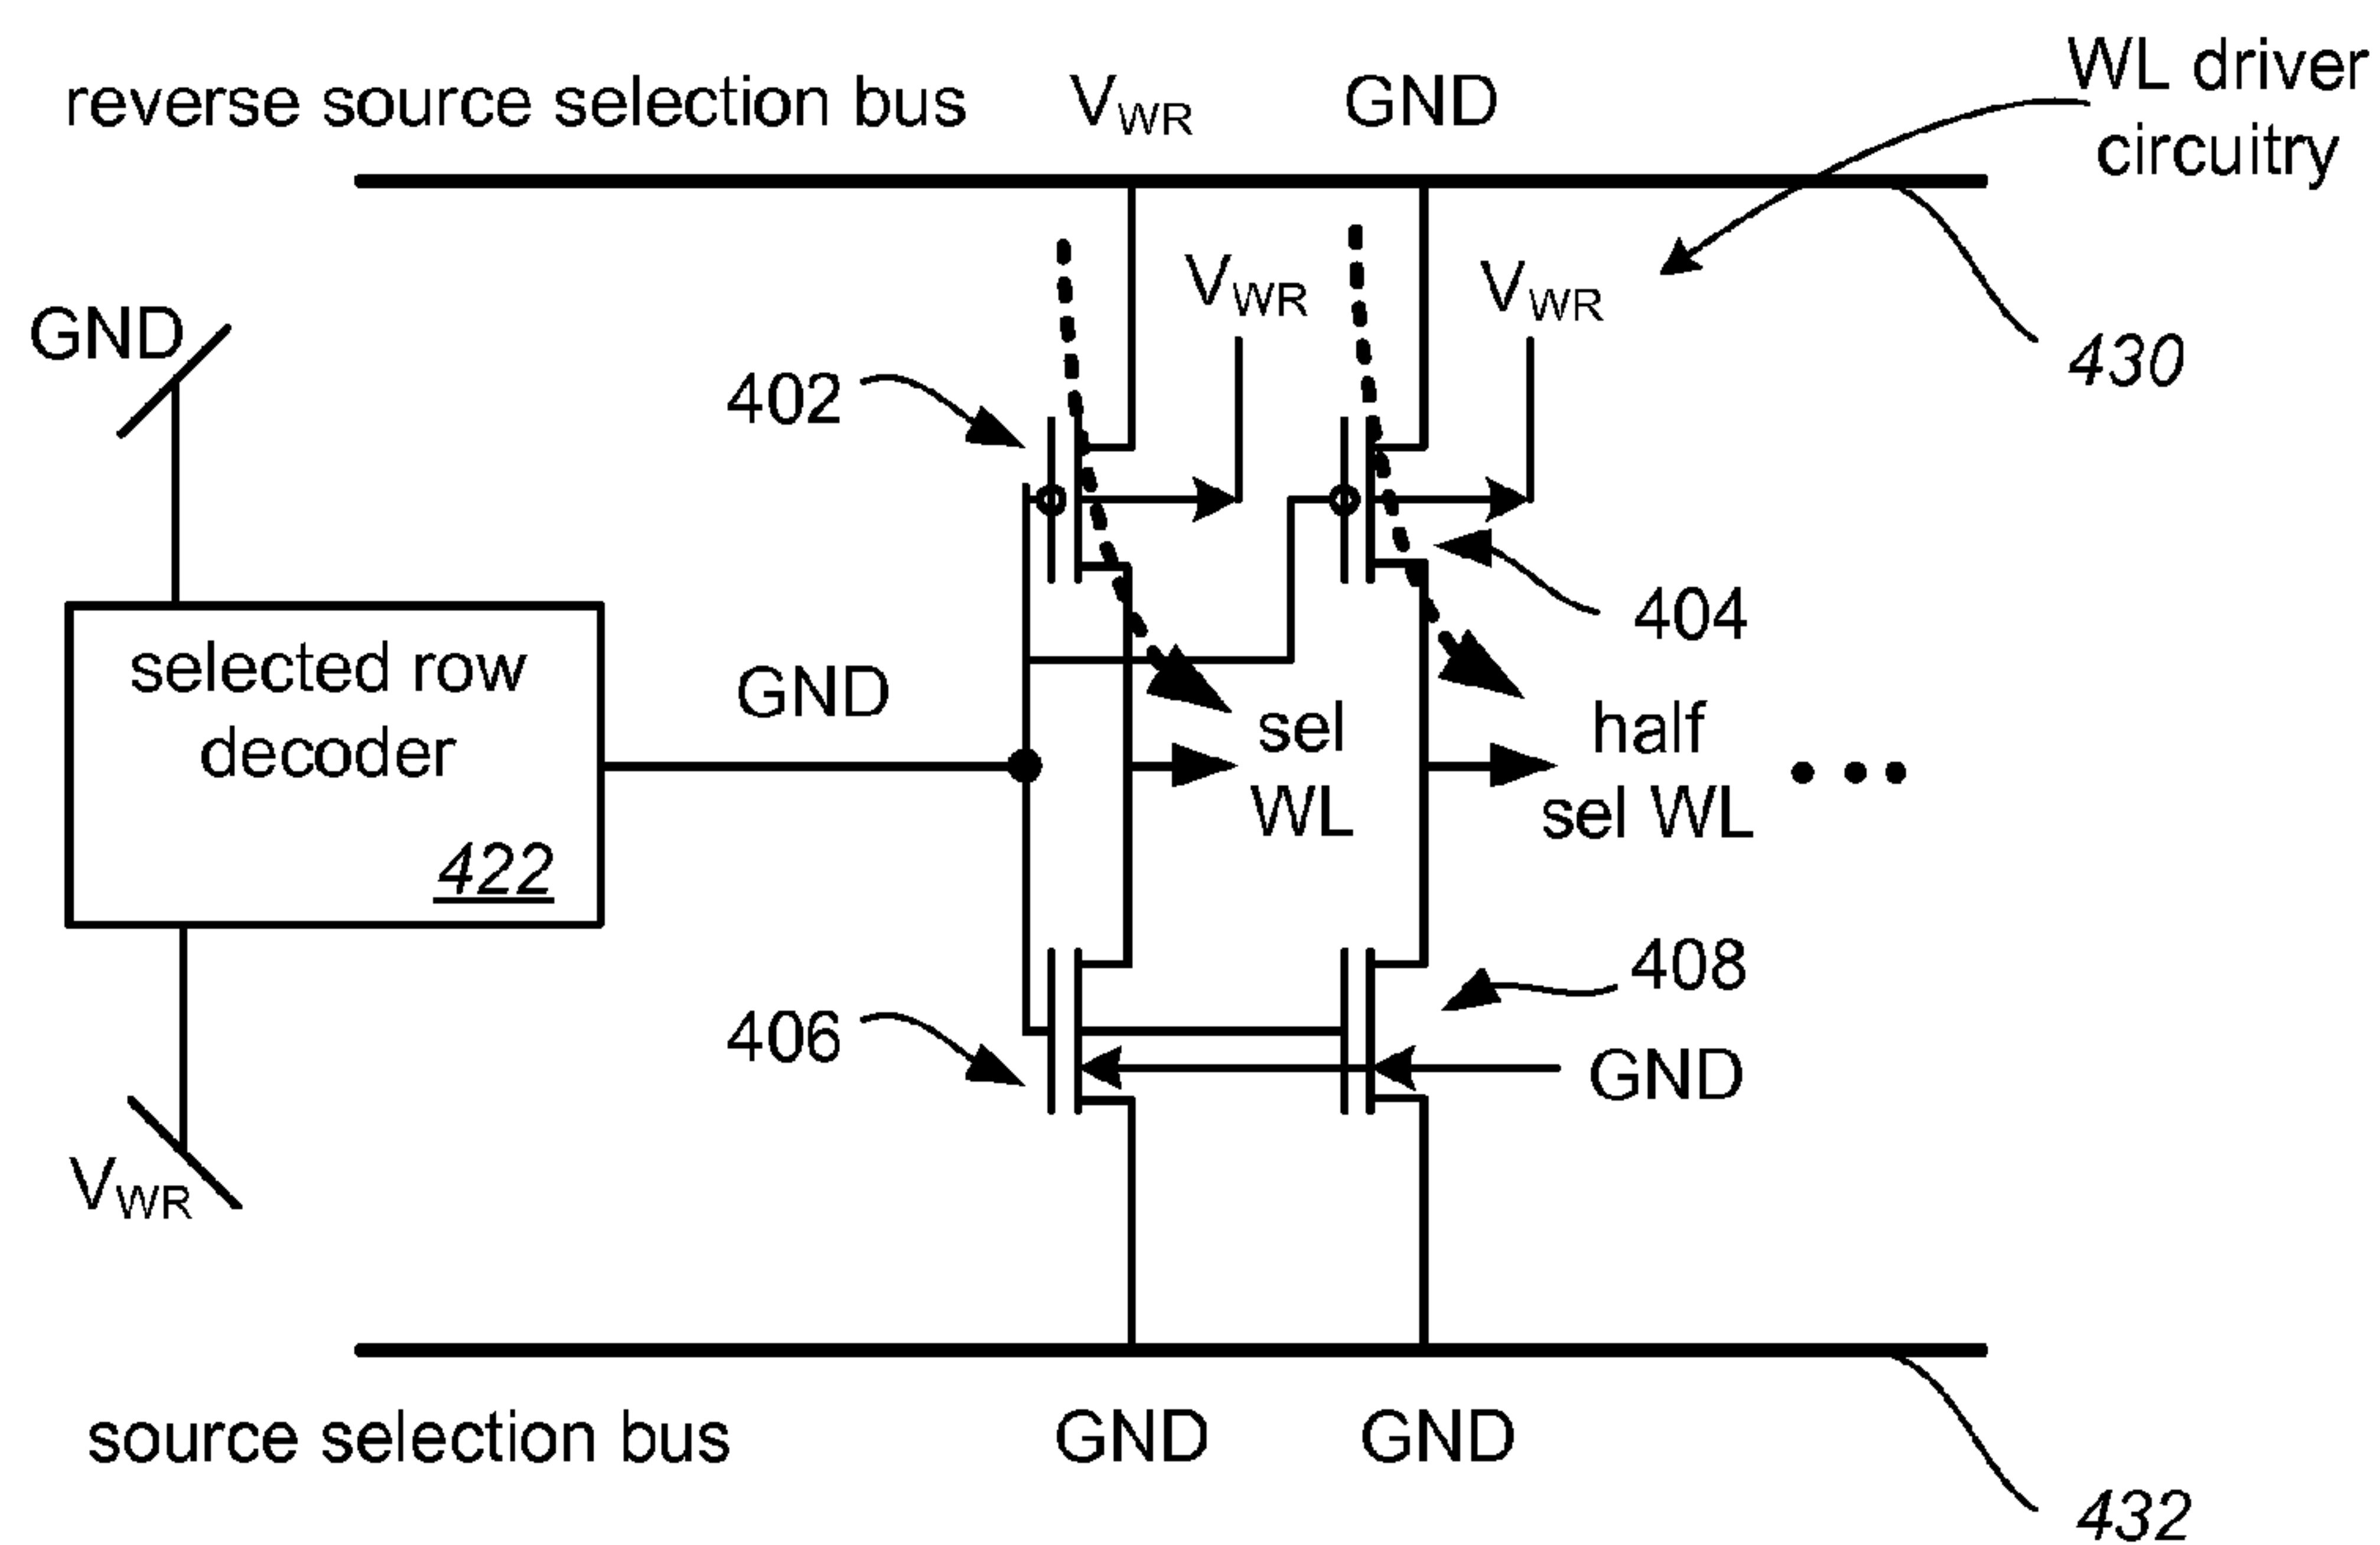 reverse source selection bus
VWR
GND
WL driver
circuitry
VWR
VWR
GND
430
402
404
selected row
decoder
422
GND
sel
WL
half
sel WL
•••
408
406
GND
VWR
source selection bus
GND
GND
432